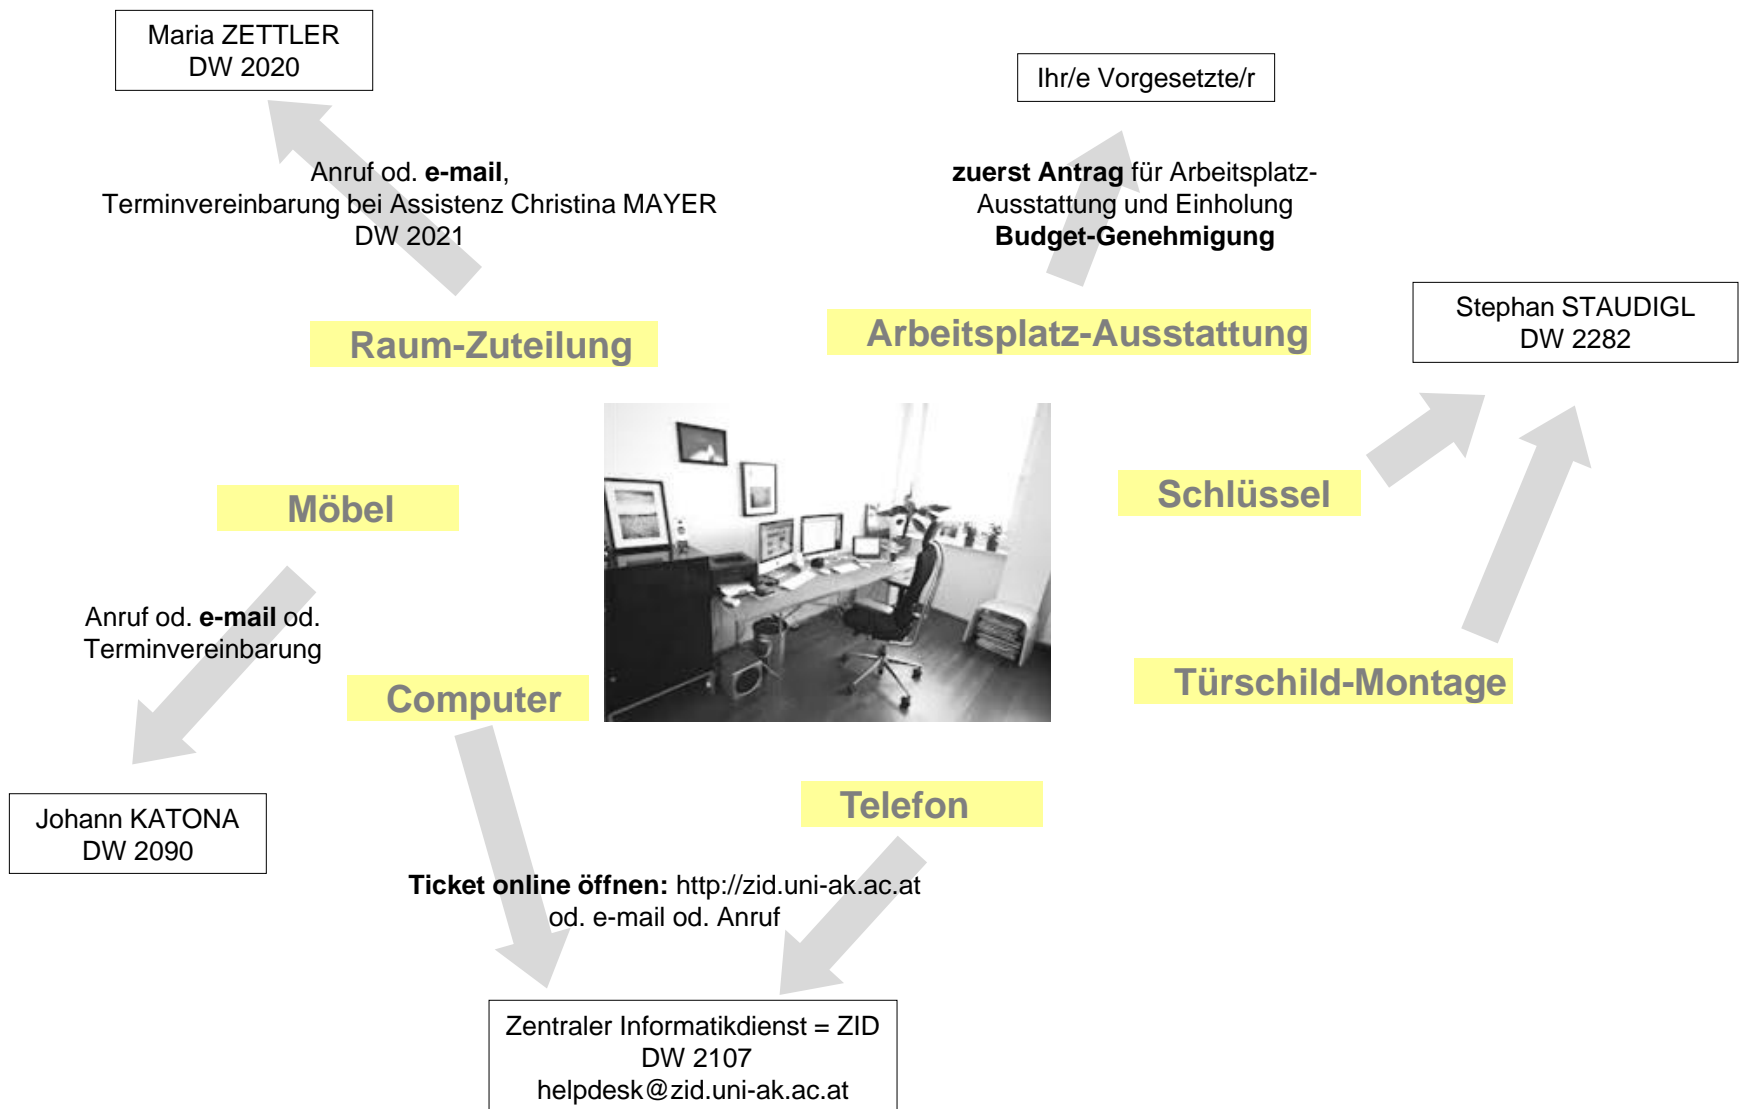 Maria ZETTLER
DW 2020
Ihr/e Vorgesetzte/r
Anruf od. e-mail,
Terminvereinbarung bei Assistenz Christina MAYER
DW 2021
zuerst Antrag für Arbeitsplatz-
Ausstattung und Einholung
Budget-Genehmigung
Stephan STAUDIGL
DW 2282
Raum-Zuteilung
Arbeitsplatz-Ausstattung
Möbel
Schlüssel
Anruf od. e-mail od.
Terminvereinbarung
Computer
Türschild-Montage
Johann KATONA
DW 2090
Telefon
Ticket online öffnen: http://zid.uni-ak.ac.at
od. e-mail od. Anruf
Zentraler Informatikdienst = ZID
DW 2107
helpdesk@zid.uni-ak.ac.at